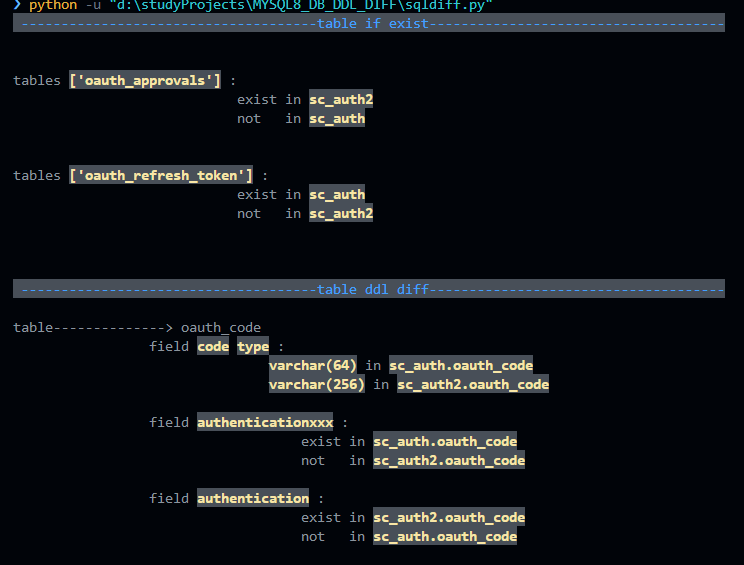 ❯ python -u "d:\studyProjects\MYSQL8_DB_DDL_DIFF\sqldiff.py"
-------------------------------------table if exist-------------------------------------
tables ['oauth_approvals'] :
exist in sc_auth2
not   in sc_auth
tables ['oauth_refresh_token'] :
exist in sc_auth
not   in sc_auth2
-------------------------------------table ddl diff-------------------------------------
table--------------> oauth_code
field code type :
varchar(64) in sc_auth.oauth_code
varchar(256) in sc_auth2.oauth_code
field authenticationxxx :
exist in sc_auth.oauth_code
not   in sc_auth2.oauth_code
field authentication :
exist in sc_auth2.oauth_code
not   in sc_auth.oauth_code